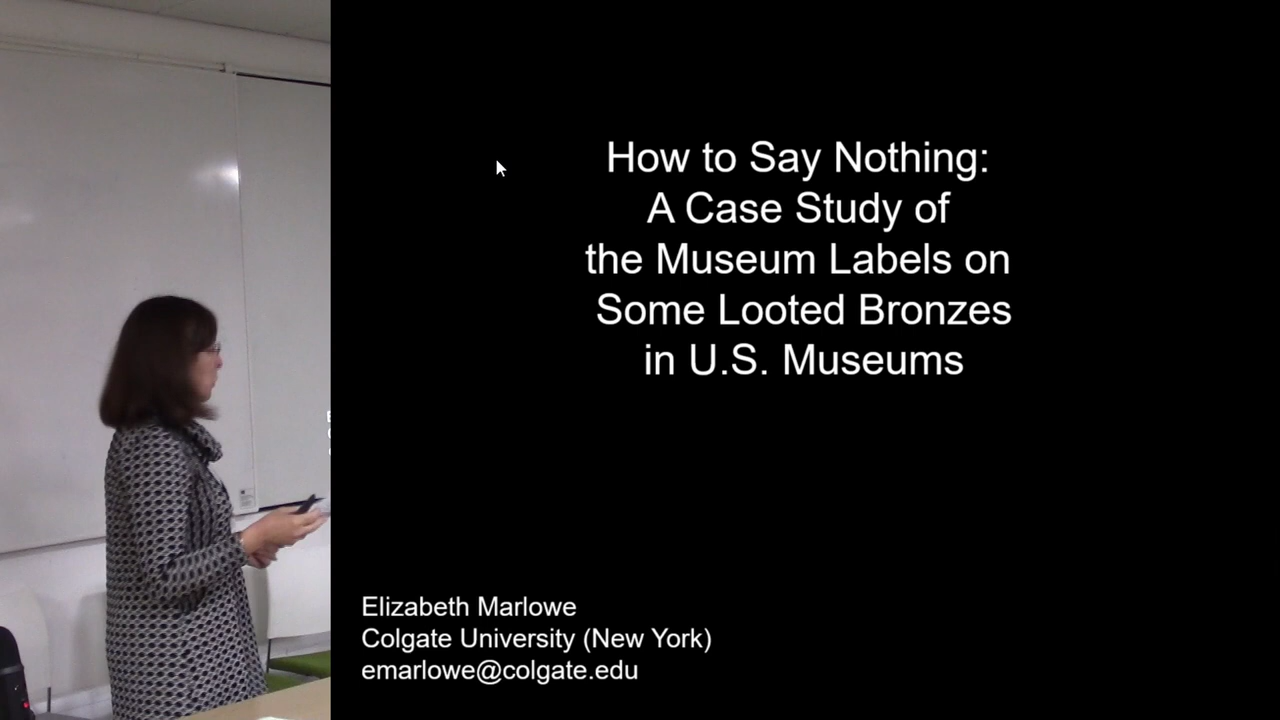 How to Say Nothing:
A Case Study of
the Museum Labels on
Some Looted Bronzes
in U.S. Museums
Elizabeth Marlowe
Colgate University (New York)
emarlowe@colgate.edu